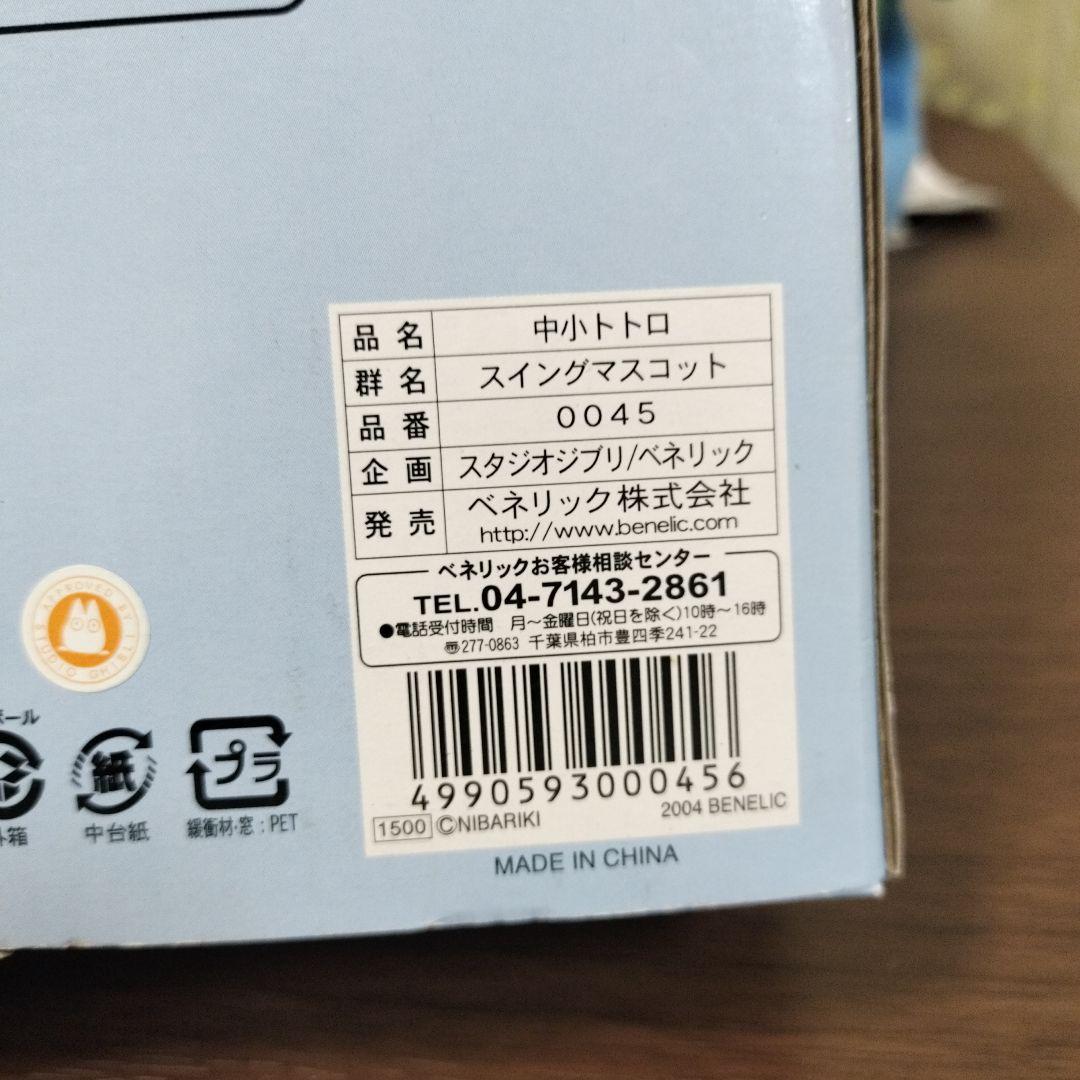 品名 中小トトロ
群名 スイングマスコット
品番 0045
企画 スタジオジブリ/ベネリック
発売 ベネリック株式会社
http://www.benelic.com
ベネリックお客様相談センター
TEL.04-7143-2861
●電話受付時間 月～金曜日(祝日を除く)10時～16時
〠277-0863 千葉県柏市豊四季241-22
4990593000456
1500 ©NIBARIKI 2004 BENELIC
MADE IN CHINA
APPROVED BY
STUDIO GHIBLI
ボール
外箱
紙
中台紙
プラ
緩衝材・窓:PET